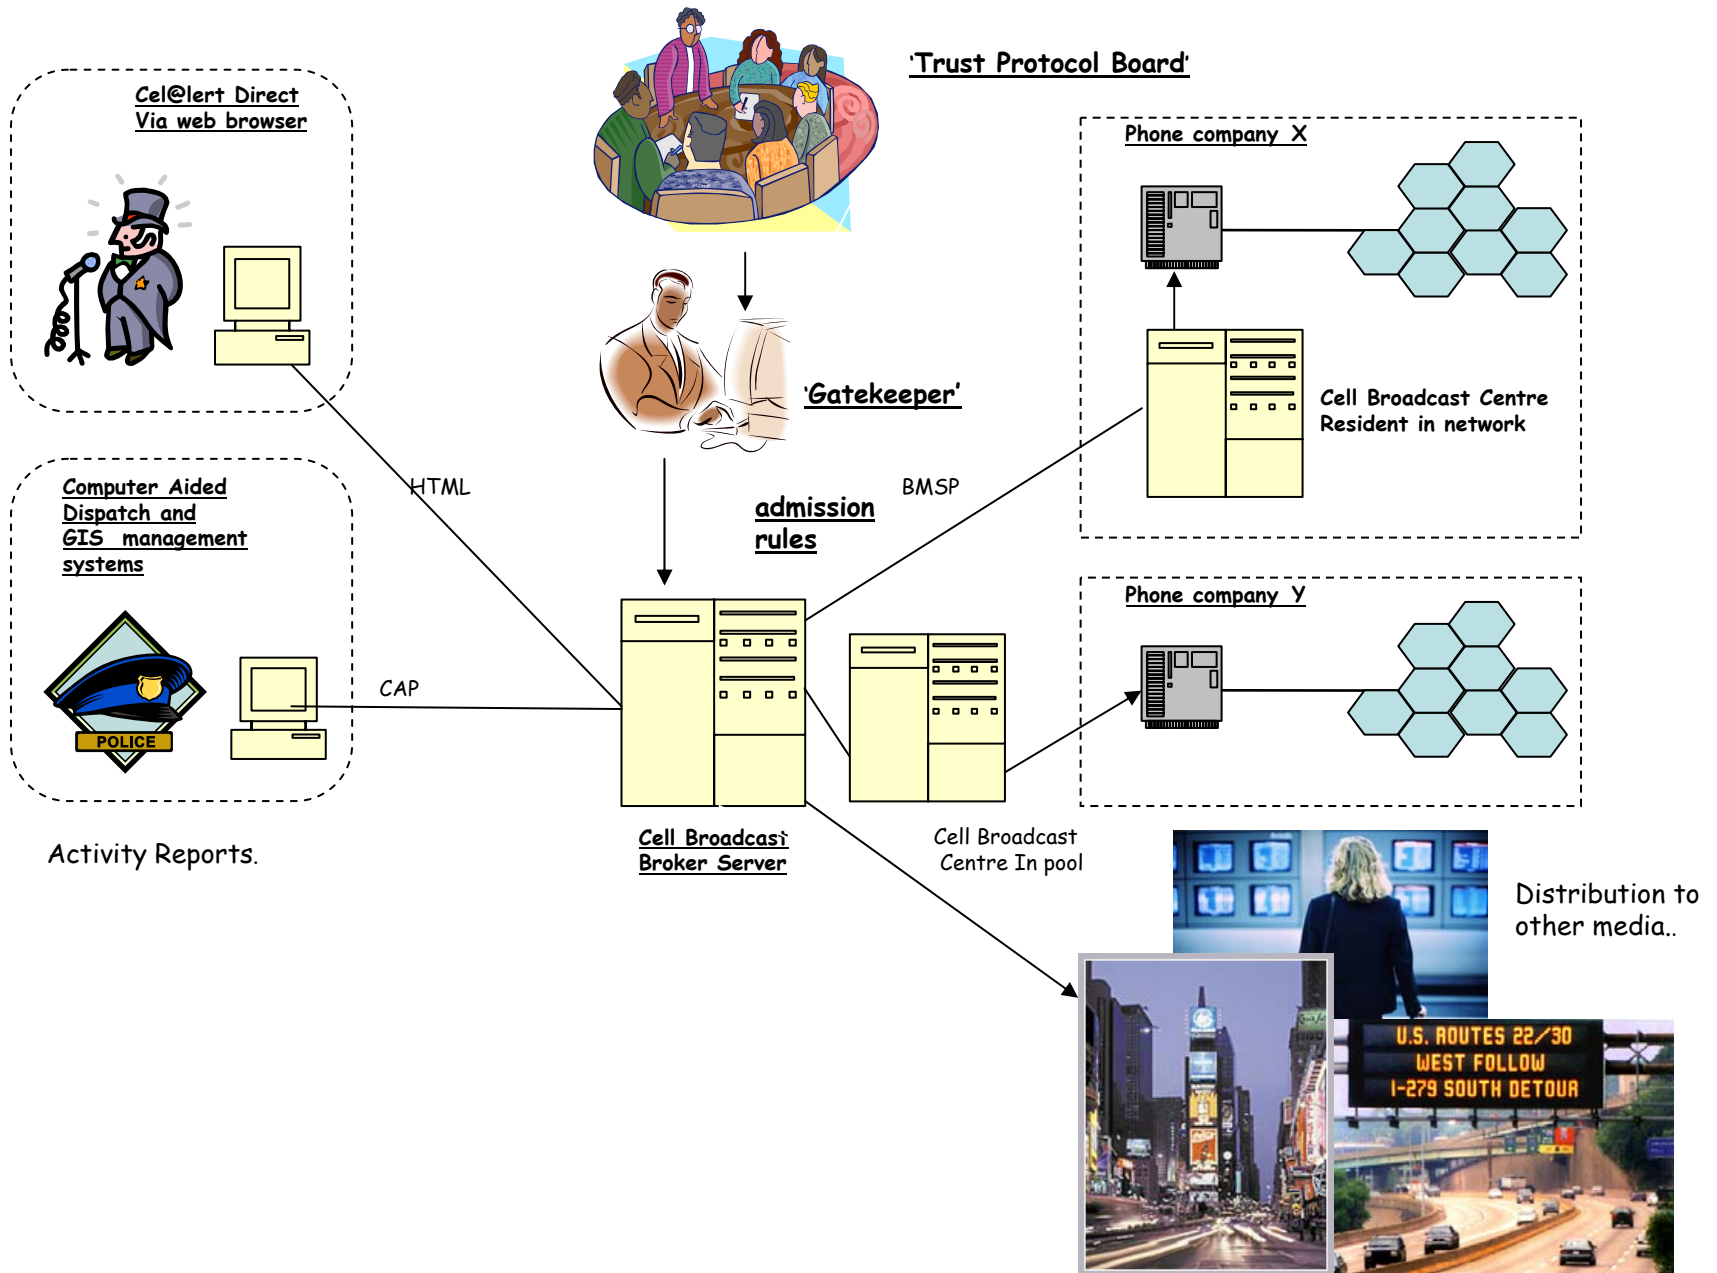 'Trust Protocol Board'
Cel@lert Direct
Via web browser
Phone company X
'Gatekeeper'
Cell Broadcast Centre
Resident in network
HTML
BMSP
Computer Aided
Dispatch and
GIS management
systems
admission
rules
Phone company Y
CAP
POLICE
Cell Broadcast
Broker Server
Cell Broadcast
Centre In pool
Activity Reports.
Distribution to
other media..
U.S. ROUTES 22/30
WEST FOLLOW
I-279 SOUTH DETOUR